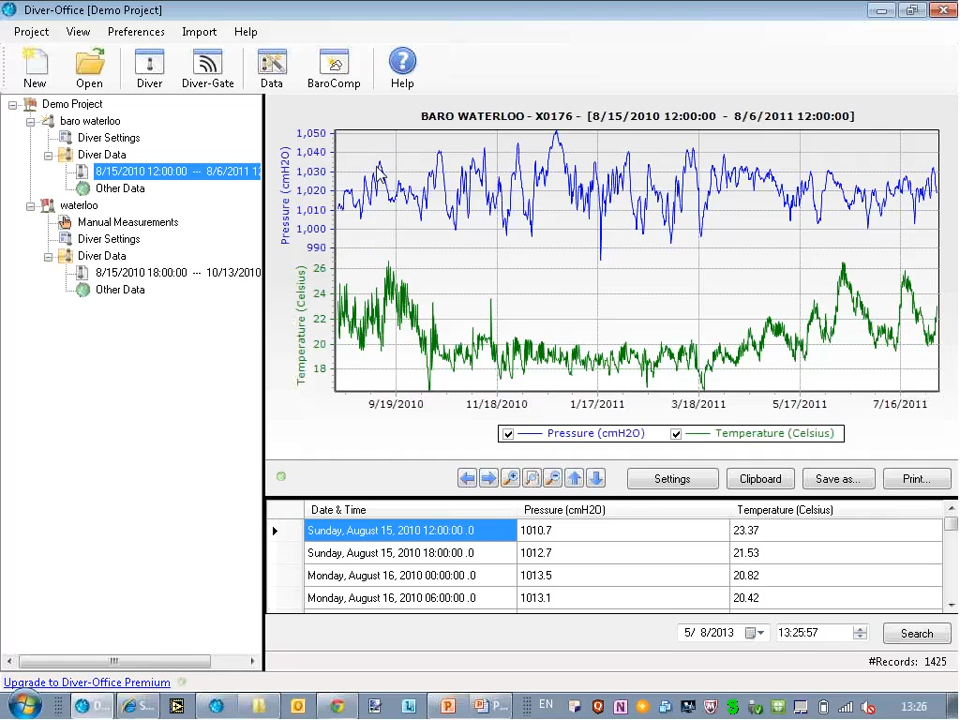 Diver-Office [Demo Project]
Project View Preferences Import Help
New Open Diver Diver-Gate Data BaroComp Help
Demo Project
baro waterloo
Diver Settings
Diver Data
8/15/2010 12:00:00 --- 8/6/2011 12
Other Data
waterloo
Manual Measurements
Diver Settings
Diver Data
8/15/2010 18:00:00 --- 10/13/2010
Other Data
BARO WATERLOO - X0176 - [8/15/2010 12:00:00 - 8/6/2011 12:00:00]
Pressure (cmH2O)
1,050
1,040
1,030
1,020
1,010
1,000
990
Temperature (Celsius)
26
24
22
20
18
9/19/2010 11/18/2010 1/17/2011 3/18/2011 5/17/2011 7/16/2011
Pressure (cmH2O) Temperature (Celsius)
Settings Clipboard Save as... Print...
Date & Time Pressure (cmH2O) Temperature (Celsius)
Sunday, August 15, 2010 12:00:00 .0 1010.7 23.37
Sunday, August 15, 2010 18:00:00 .0 1012.7 21.53
Monday, August 16, 2010 00:00:00 .0 1013.5 20.82
Monday, August 16, 2010 06:00:00 .0 1013.1 20.42
5/ 8/2013 13:25:57 Search
#Records: 1425
Upgrade to Diver-Office Premium
D... S... P... EN 13:26